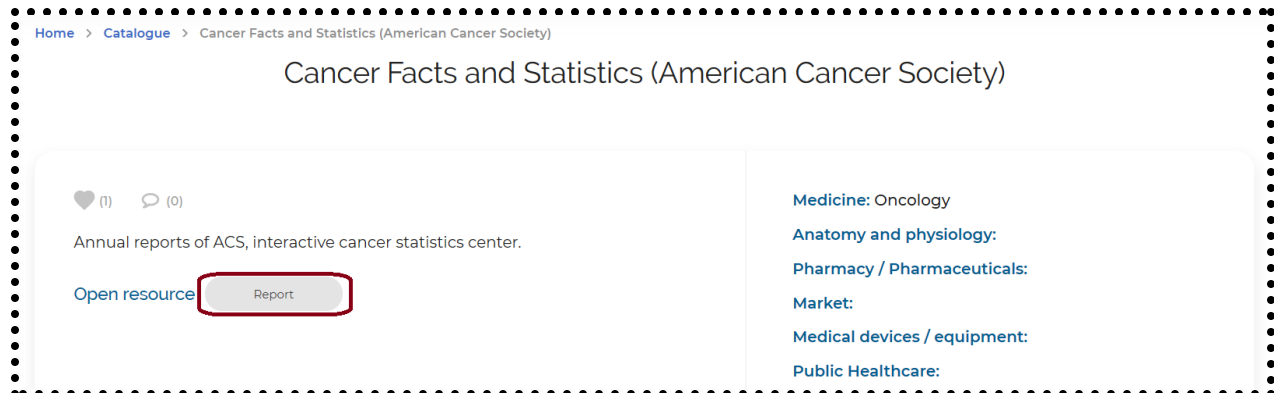 Home > Catalogue > Cancer Facts and Statistics (American Cancer Society)
Cancer Facts and Statistics (American Cancer Society)
(1) (0)
Annual reports of ACS, interactive cancer statistics center.
Open resource Report
Medicine: Oncology
Anatomy and physiology:
Pharmacy / Pharmaceuticals:
Market:
Medical devices / equipment:
Public Healthcare: